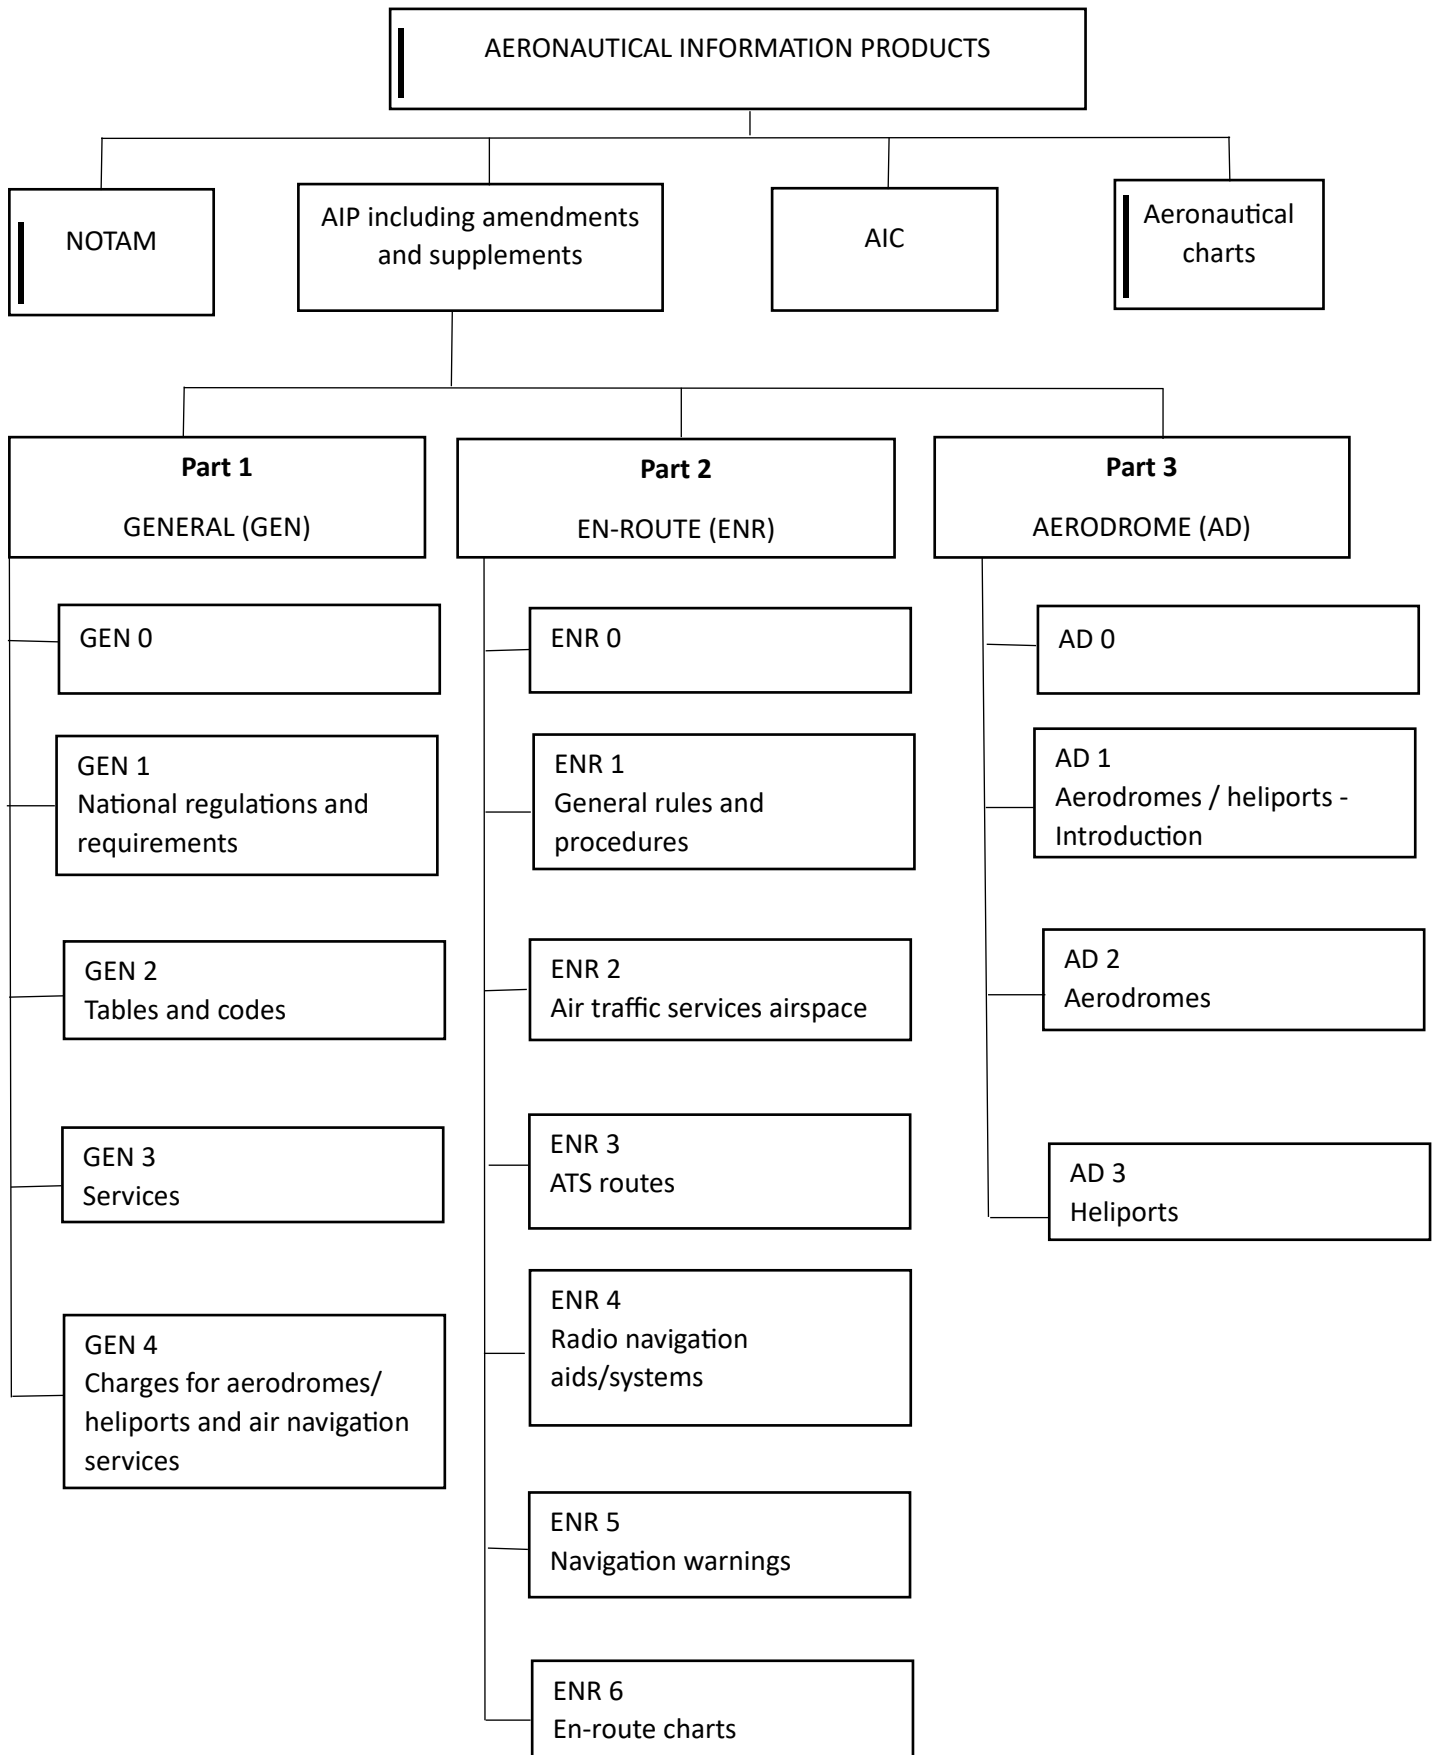 AERONAUTICAL INFORMATION PRODUCTS
NOTAM
AIP including amendments
and supplements
AIC
Aeronautical
charts
Part 1
GENERAL (GEN)
Part 2
EN-ROUTE (ENR)
Part 3
AERODROME (AD)
GEN 0
GEN 1
National regulations and
requirements
GEN 2
Tables and codes
GEN 3
Services
GEN 4
Charges for aerodromes/
heliports and air navigation
services
ENR 0
ENR 1
General rules and
procedures
ENR 2
Air traffic services airspace
ENR 3
ATS routes
ENR 4
Radio navigation
aids/systems
ENR 5
Navigation warnings
ENR 6
En-route charts
AD 0
AD 1
Aerodromes / heliports -
Introduction
AD 2
Aerodromes
AD 3
Heliports